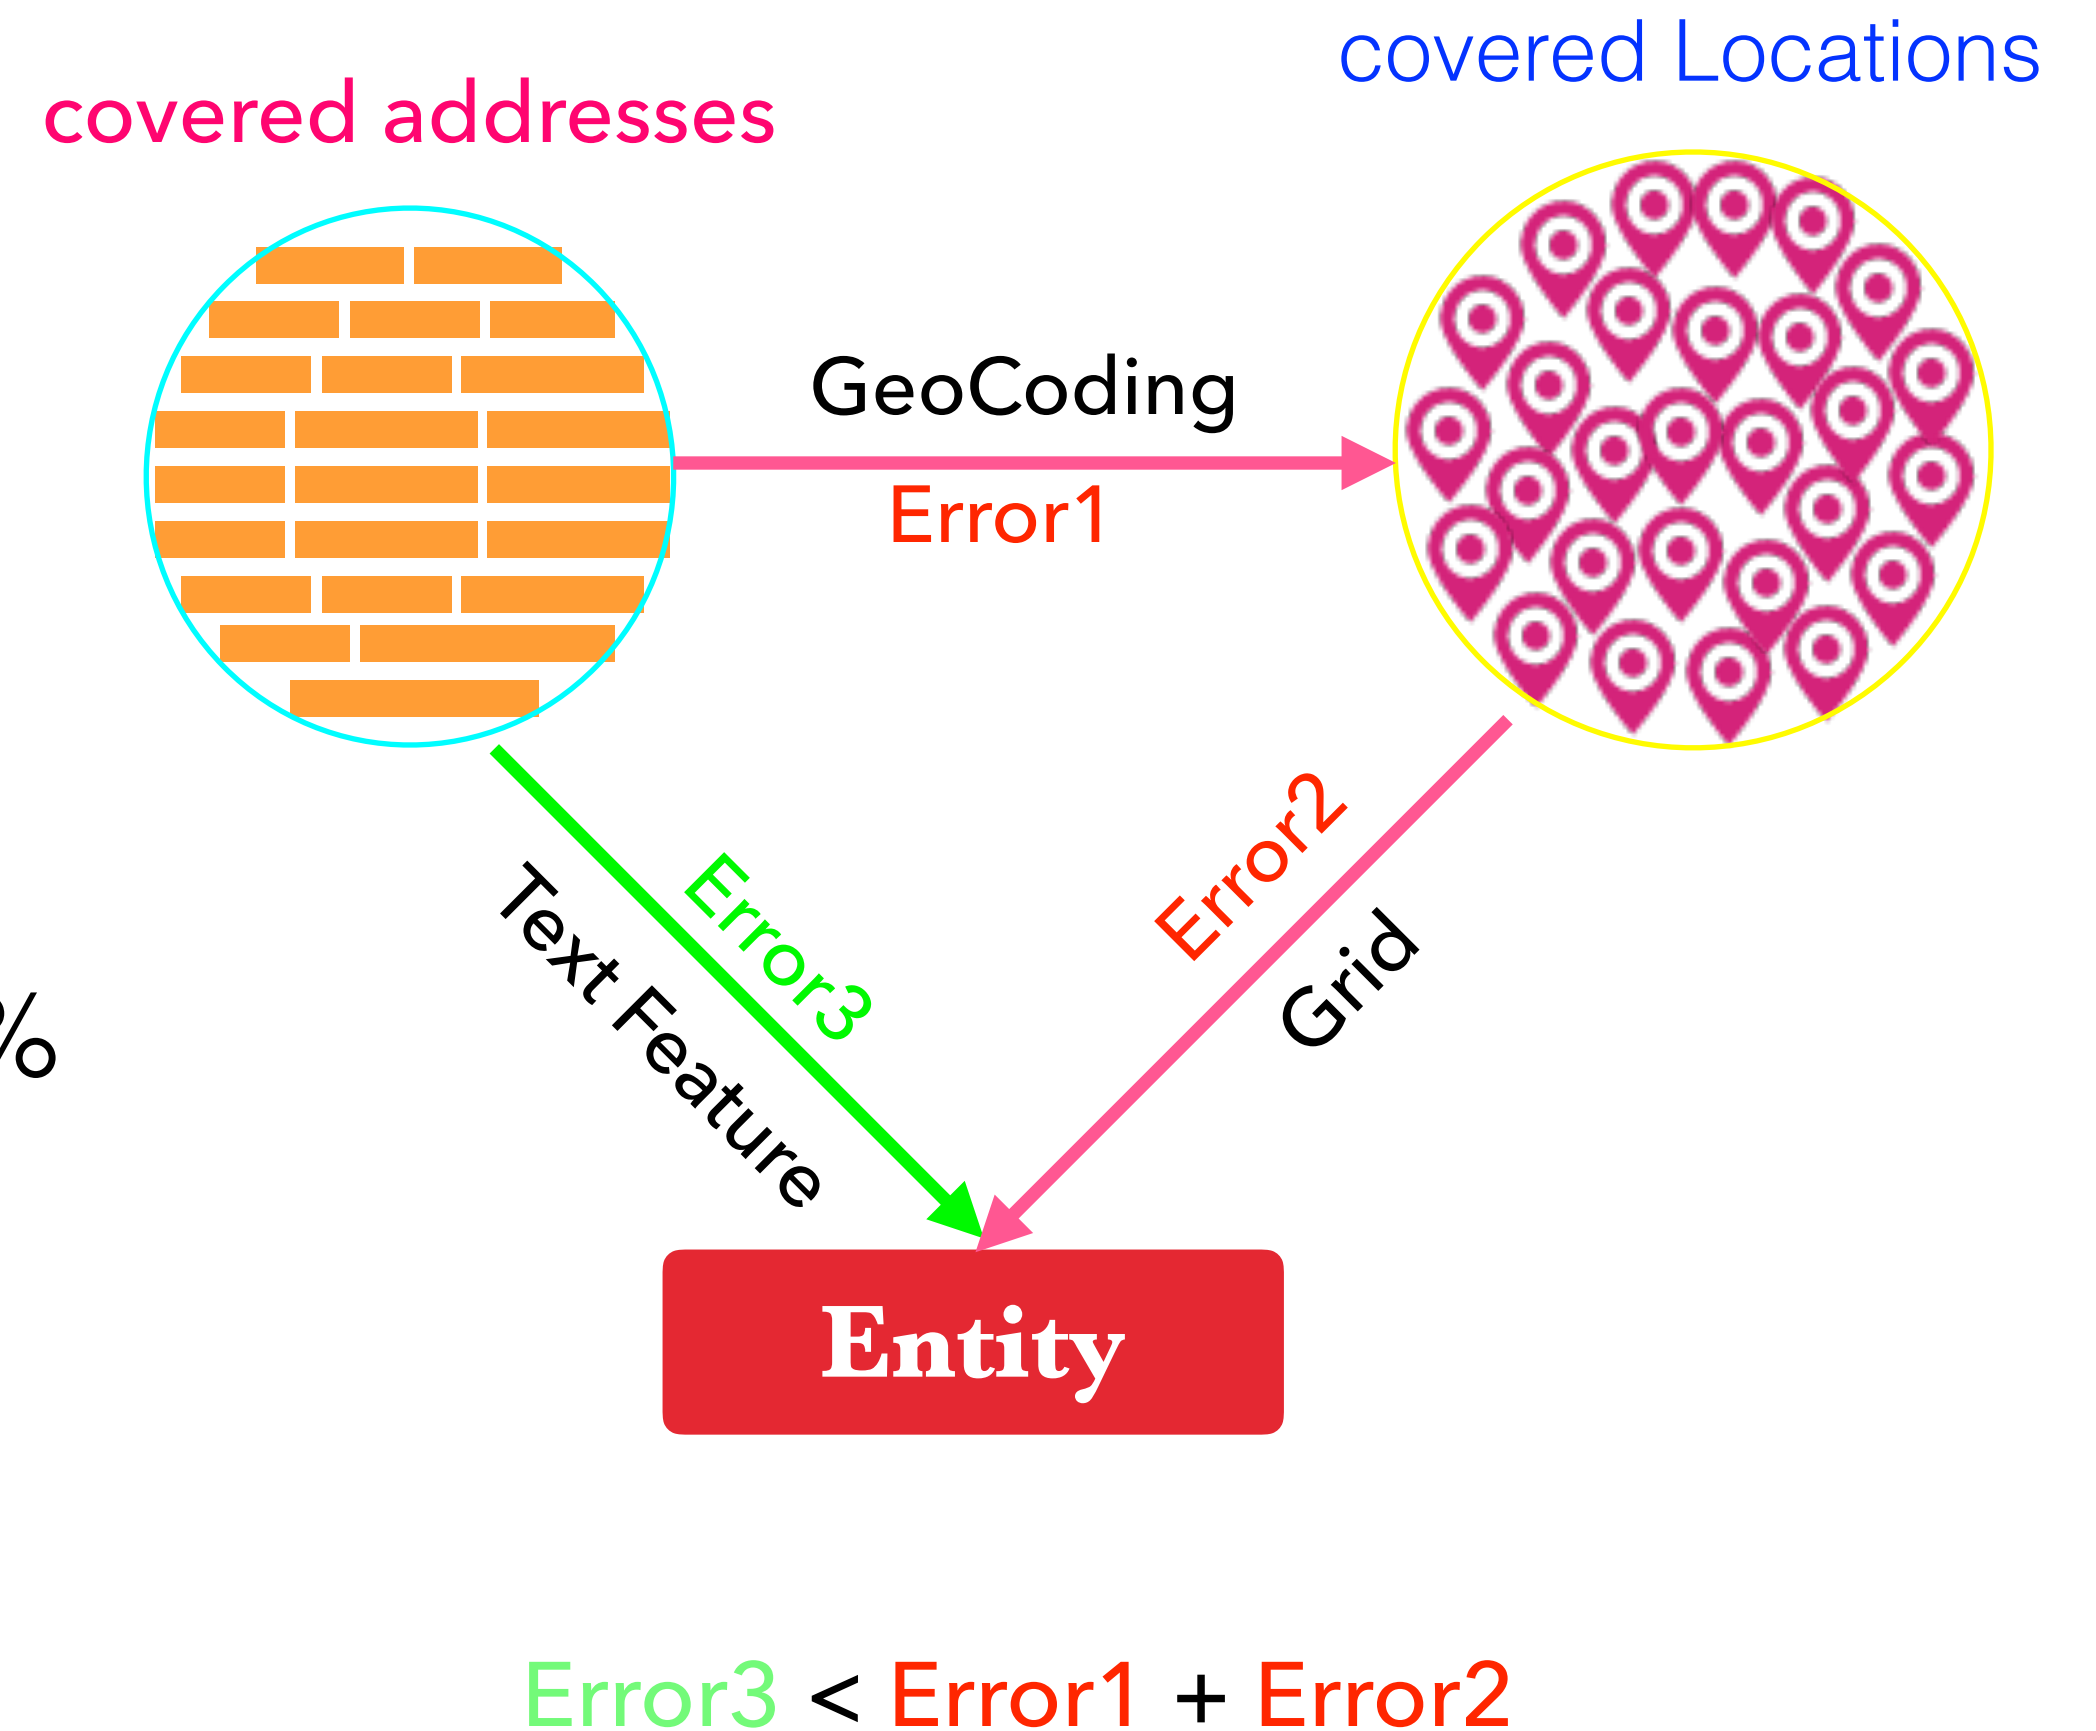 covered Locations
covered addresses
GeoCoding
Error1
Error2
Error3
Text Feature
Grid
%
Entity
Error3 < Error1 + Error2